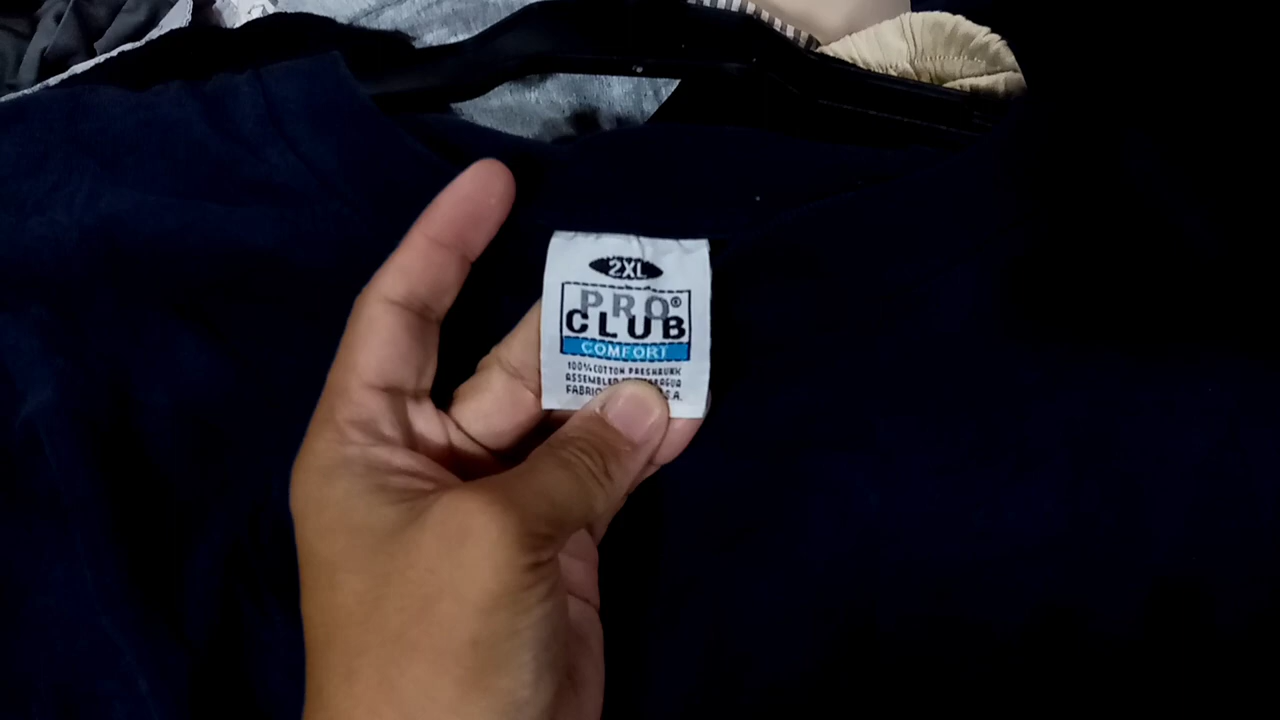 2XL
PRO®
CLUB
COMFORT
100% COTTON PRESHRUNK
ASSEMBLED
FABRIC S.A.